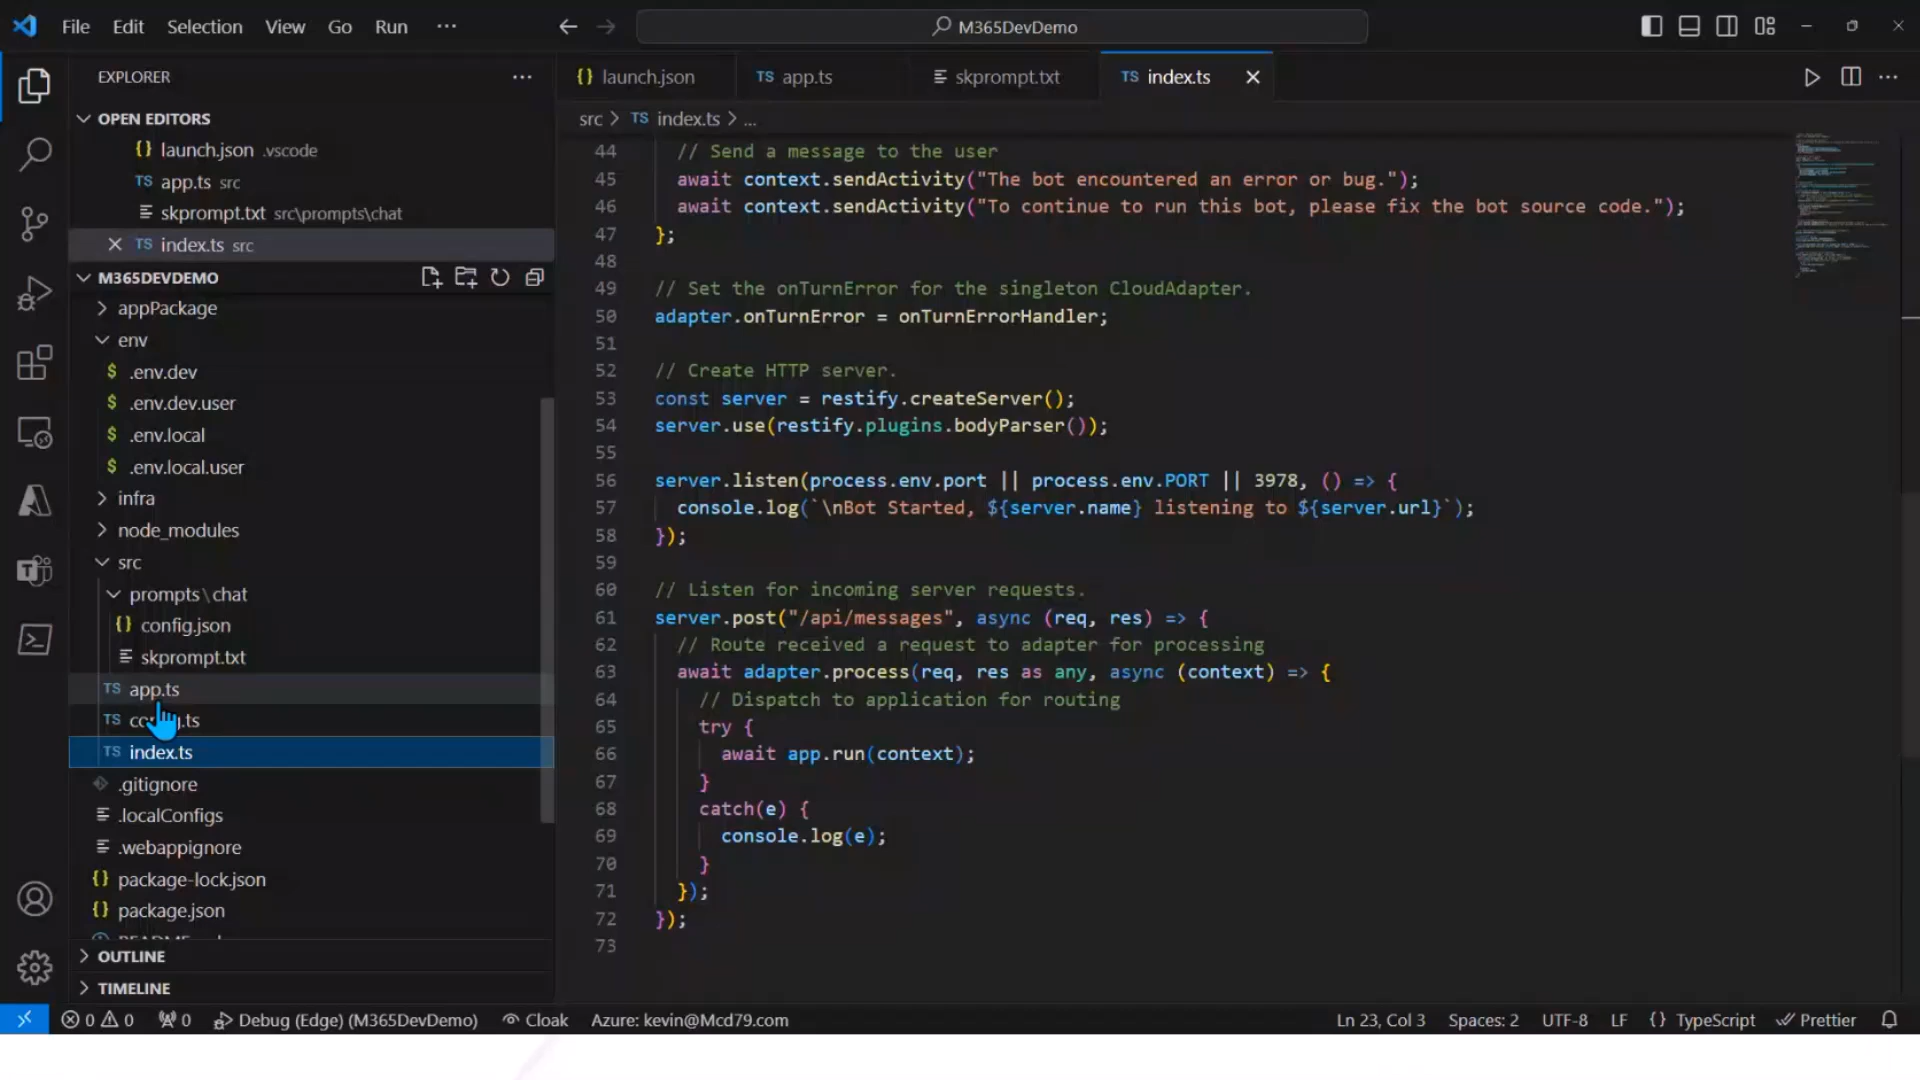 File Edit Selection View Go Run ···
M365DevDemo
EXPLORER ···
OPEN EDITORS
{} launch.json .vscode
TS app.ts src
skprompt.txt src\prompts\chat
TS index.ts src
M365DEVDEMO
appPackage
env
$ .env.dev
$ .env.dev.user
$ .env.local
$ .env.local.user
infra
node_modules
src
prompts\chat
{} config.json
skprompt.txt
TS app.ts
TS
TS index.ts
.gitignore
.localConfigs
.webappignore
{} package-lock.json
{} package.json
OUTLINE
TIMELINE
{} launch.json TS app.ts skprompt.txt TS index.ts
src > TS index.ts > ...
44 // Send a message to the user
45 await context.sendActivity("The bot encountered an error or bug.");
46 await context.sendActivity("To continue to run this bot, please fix the bot source code.");
47 };
48
49 // Set the onTurnError for the singleton CloudAdapter.
50 adapter.onTurnError = onTurnErrorHandler;
51
52 // Create HTTP server.
53 const server = restify.createServer();
54 server.use(restify.plugins.bodyParser());
55
56 server.listen(process.env.port || process.env.PORT || 3978, () => {
57 console.log(`\nBot Started, ${server.name} listening to ${server.url}`);
58 });
59
60 // Listen for incoming server requests.
61 server.post("/api/messages", async (req, res) => {
62 // Route received a request to adapter for processing
63 await adapter.process(req, res as any, async (context) => {
64 // Dispatch to application for routing
65 try {
66 await app.run(context);
67 }
68 catch(e) {
69 console.log(e);
70 }
71 });
72 });
73
0 0 0 Debug (Edge) (M365DevDemo) Cloak Azure: kevin@Mcd79.com Ln 23, Col 3 Spaces: 2 UTF-8 LF {} TypeScript Prettier